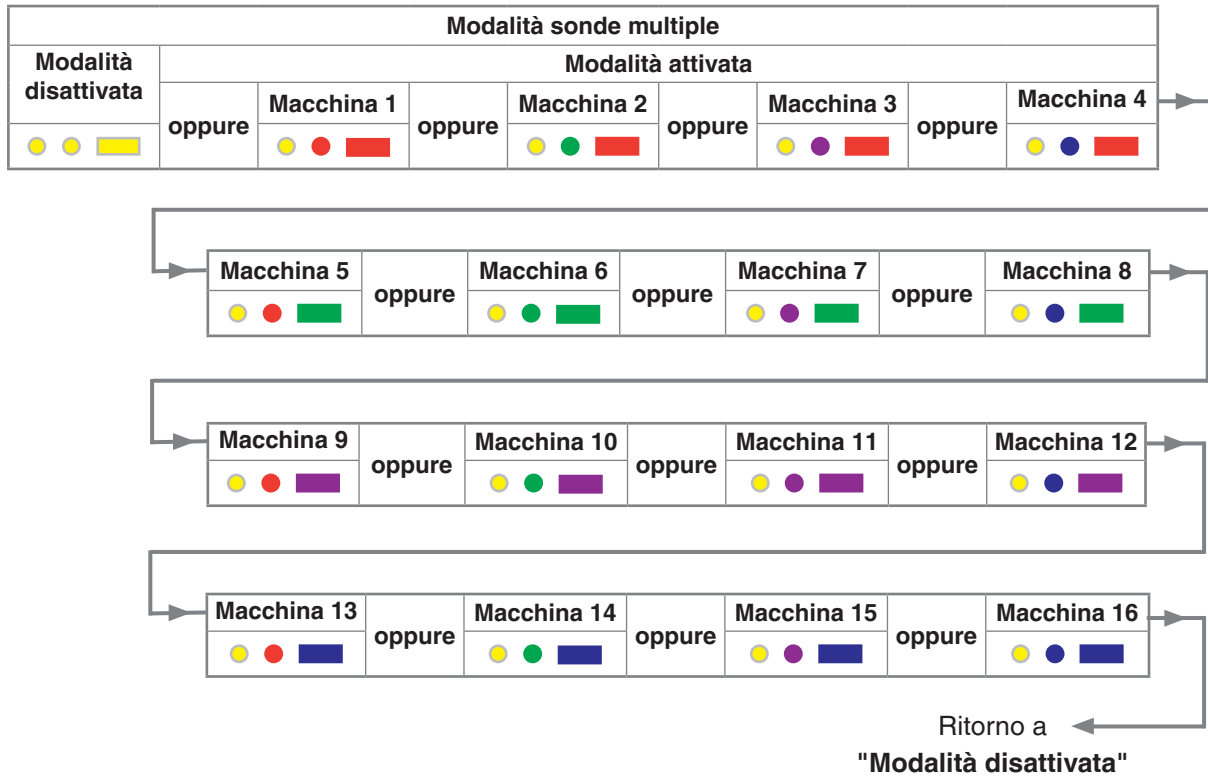 Modalità sonde multiple
Modalità disattivata
Modalità attivata
oppure
Macchina 1
oppure
Macchina 2
oppure
Macchina 3
oppure
Macchina 4
Macchina 5
oppure
Macchina 6
oppure
Macchina 7
oppure
Macchina 8
Macchina 9
oppure
Macchina 10
oppure
Macchina 11
oppure
Macchina 12
Macchina 13
oppure
Macchina 14
oppure
Macchina 15
oppure
Macchina 16
Ritorno a
"Modalità disattivata"